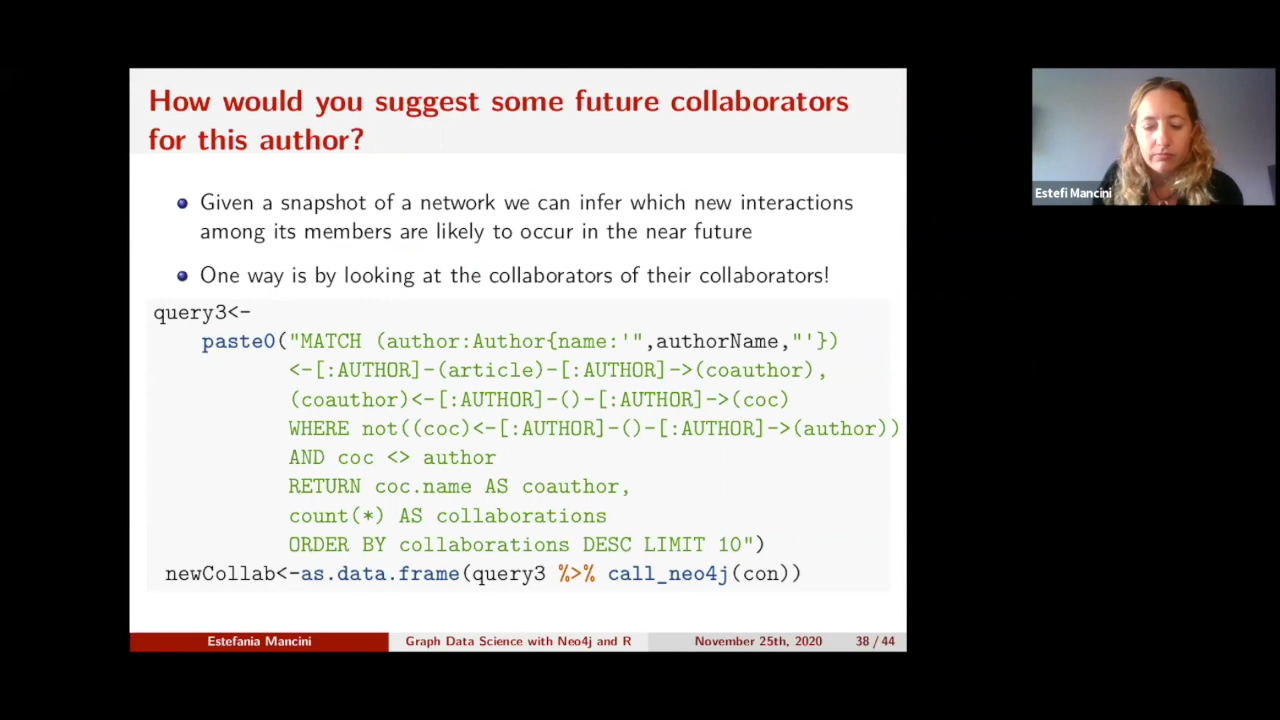 How would you suggest some future collaborators
for this author?
Given a snapshot of a network we can infer which new interactions
among its members are likely to occur in the near future
One way is by looking at the collaborators of their collaborators!
query3<-
paste0("MATCH (author:Author{name:'",authorName,"'})
<-[:AUTHOR]-(article)-[:AUTHOR]->(coauthor),
(coauthor)<-[:AUTHOR]-()-[:AUTHOR]->(coc)
WHERE not((coc)<-[:AUTHOR]-()-[:AUTHOR]->(author))
AND coc <> author
RETURN coc.name AS coauthor,
count(*) AS collaborations
ORDER BY collaborations DESC LIMIT 10")
newCollab<-as.data.frame(query3 %>% call_neo4j(con))
Estefania Mancini Graph Data Science with Neo4j and R November 25th, 2020 38 / 44
Estefi Mancini